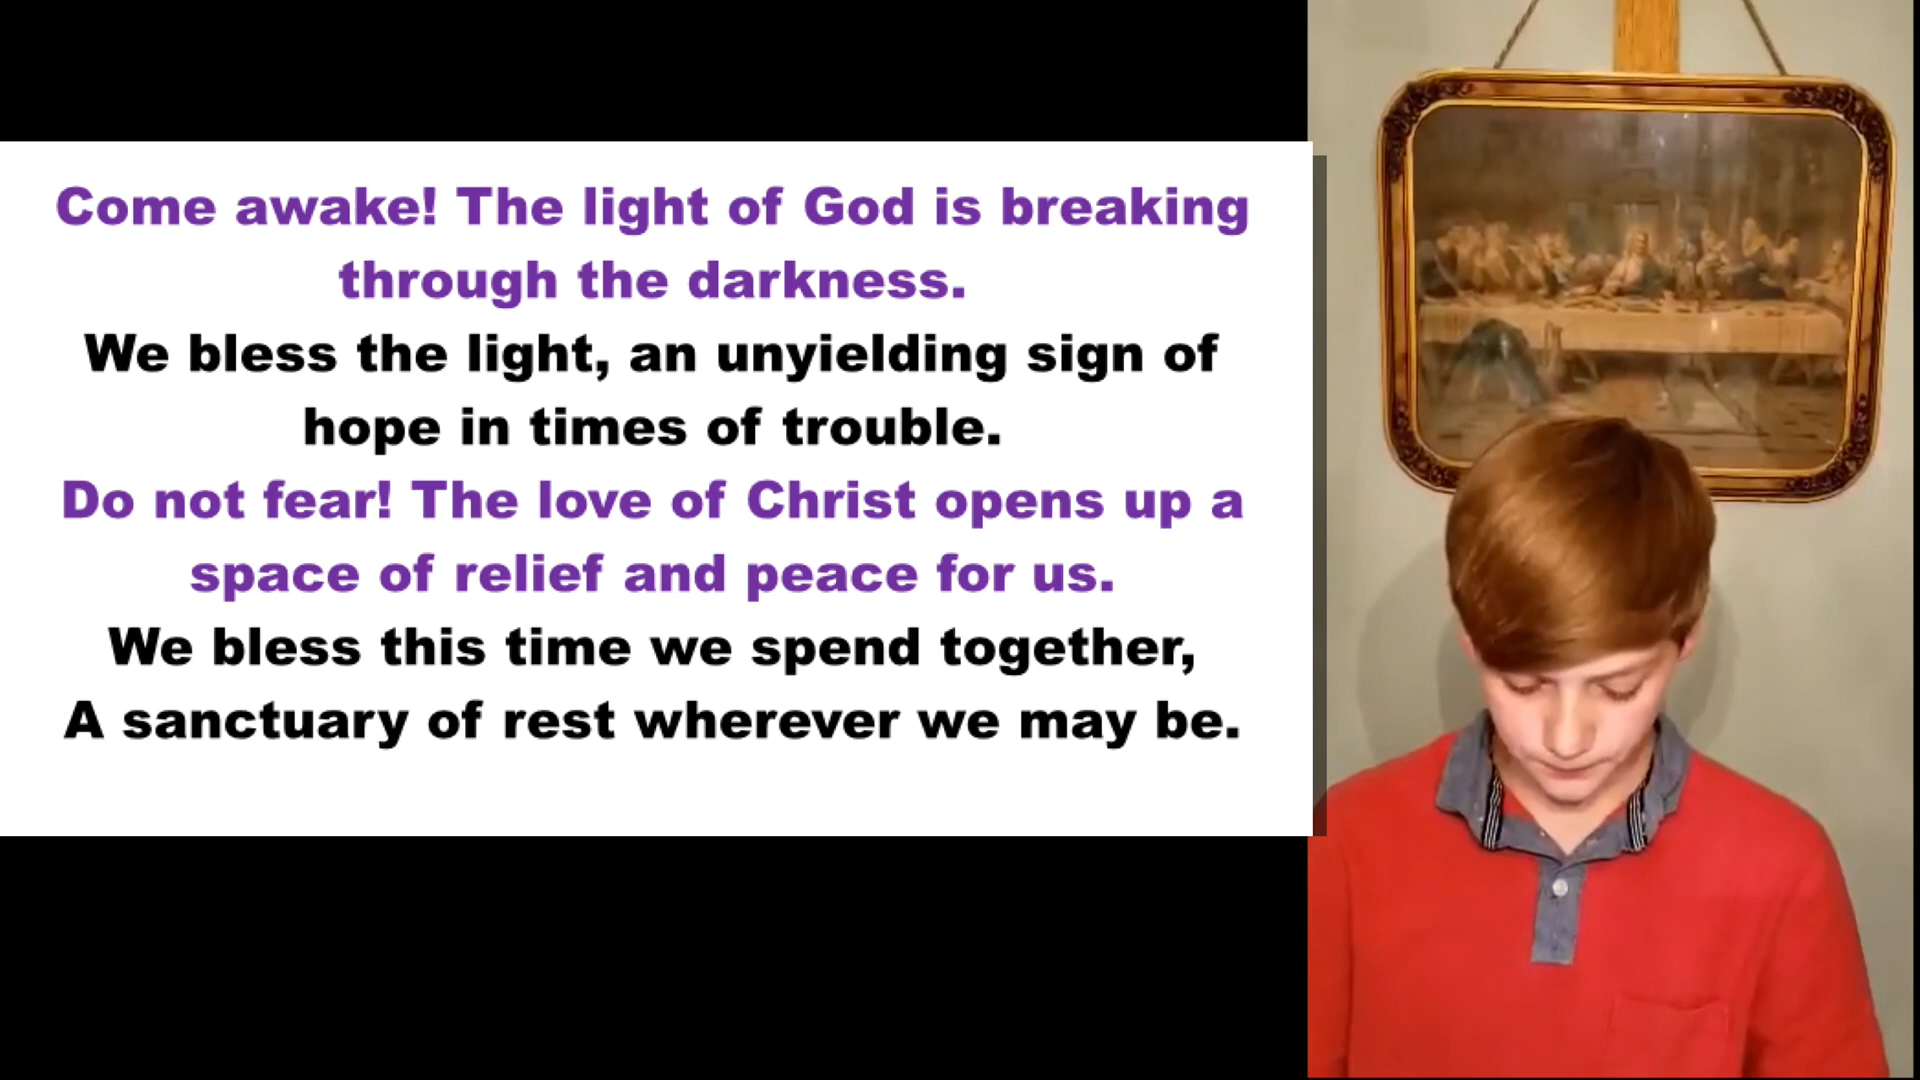 Come awake! The light of God is breaking
through the darkness.
We bless the light, an unyielding sign of
hope in times of trouble.
Do not fear! The love of Christ opens up a
space of relief and peace for us.
We bless this time we spend together,
A sanctuary of rest wherever we may be.